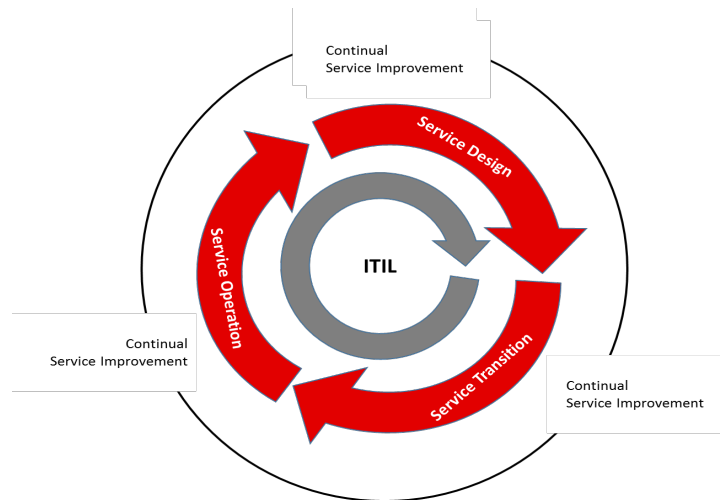 Continual
Service Improvement
Service Design
Service Operation
ITIL
Continual
Service Improvement
Service Transition
Continual
Service Improvement